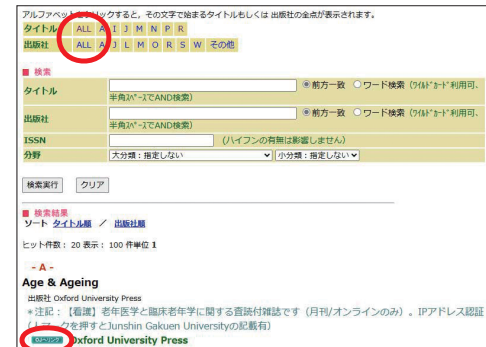 アルファベットをクリックすると、その文字で始まるタイトルもしくは 出版社の全点が表示されます。
タイトル ALL A I J M N P R
出版社 ALL A J L M O R S W その他
■ 検索
タイトル ◉前方一致 ○ワード検索 (ワイルドカード利用可、
半角スペースでAND検索)
出版社 ◉前方一致 ○ワード検索 (ワイルドカード利用可、
半角スペースでAND検索)
ISSN (ハイフンの有無は影響しません)
分野 大分類:指定しない 小分類:指定しない
検索実行 クリア
■ 検索結果
ソート タイトル順 / 出版社順
ヒット件数: 20 表示: 100 件単位 1
- A -
Age & Ageing
出版社 Oxford University Press
*注記:【看護】老年医学と臨床老年学に関する査読付雑誌です(月刊/オンラインのみ)。IPアドレス認証
マークを押すとJunshin Gakuen Universityの記載有)
Oxford University Press